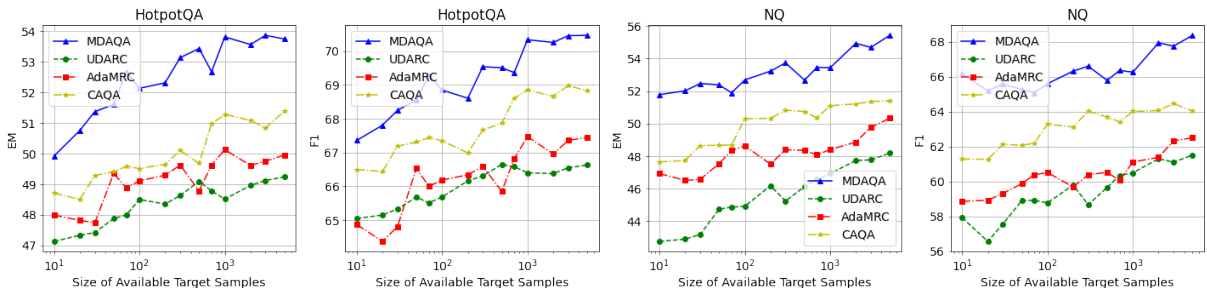 HotpotQA
54
53
52
51
50
49
48
47
EM
MDAQA
UDARC
AdaMRC
CAQA
10¹
10²
10³
Size of Available Target Samples
HotpotQA
70
69
68
67
66
65
F1
MDAQA
UDARC
AdaMRC
CAQA
10¹
10²
10³
Size of Available Target Samples
NQ
56
54
52
50
48
46
44
EM
MDAQA
UDARC
AdaMRC
CAQA
10¹
10²
10³
Size of Available Target Samples
NQ
68
66
64
62
60
58
56
F1
MDAQA
UDARC
AdaMRC
CAQA
10¹
10²
10³
Size of Available Target Samples